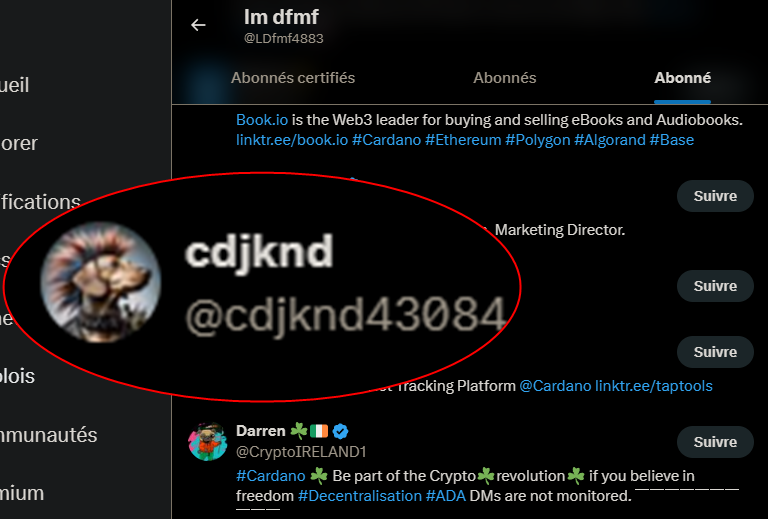 lm dfmf
@LDfmf4883
Abonnés certifiés
Abonnés
Abonné
ueil
orer
fications
plois
nmunautés
mium
Book.io is the Web3 leader for buying and selling eBooks and Audiobooks.
linktr.ee/book.io #Cardano #Ethereum #Polygon #Algorand #Base
Suivre
Marketing Director.
cdjknd
@cdjknd43084
Suivre
Suivre
Tracking Platform @Cardano linktr.ee/taptools
Darren ☘️🇮🇪
@CryptoIRELAND1
Suivre
#Cardano ☘️ Be part of the Crypto☘️revolution☘️ if you believe in
freedom #Decentralisation #ADA DMs are not monitored.